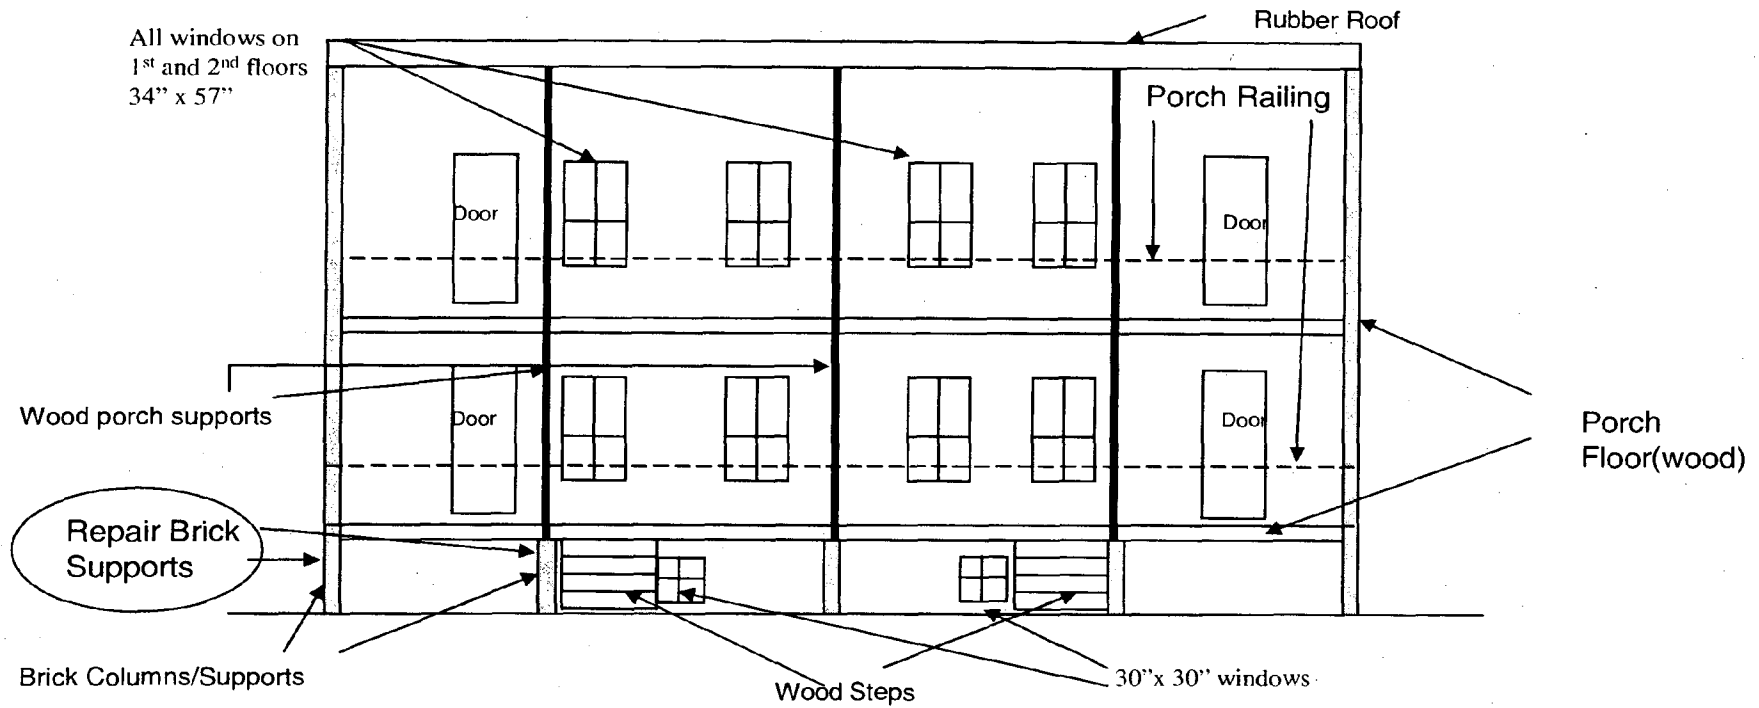 Rubber Roof
All windows on
1st and 2nd floors
34” x 57”
Porch Railing
Door
Door
Wood porch supports
Door
Door
Porch
Floor(wood)
Repair Brick
Supports
Brick Columns/Supports
Wood Steps
30”x 30” windows